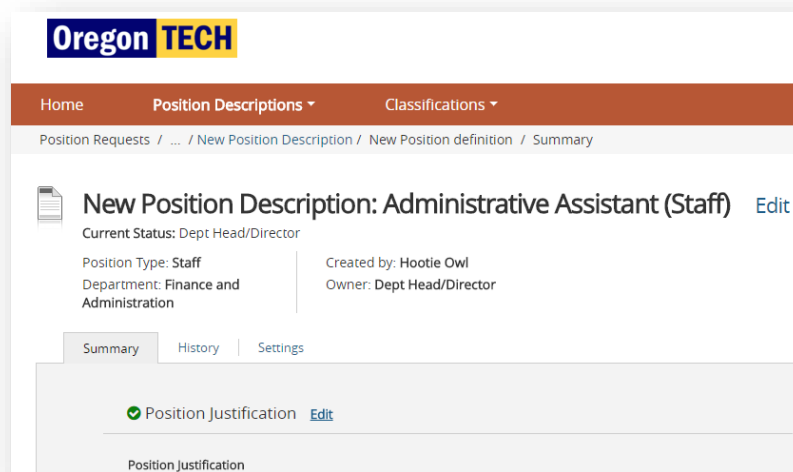 Oregon TECH
Home Position Descriptions Classifications
Position Requests / ... / New Position Description / New Position definition / Summary
New Position Description: Administrative Assistant (Staff) Edit
Current Status: Dept Head/Director
Position Type: Staff Created by: Hootie Owl
Department: Finance and Owner: Dept Head/Director
Administration
Summary History Settings
Position Justification Edit
Position Justification